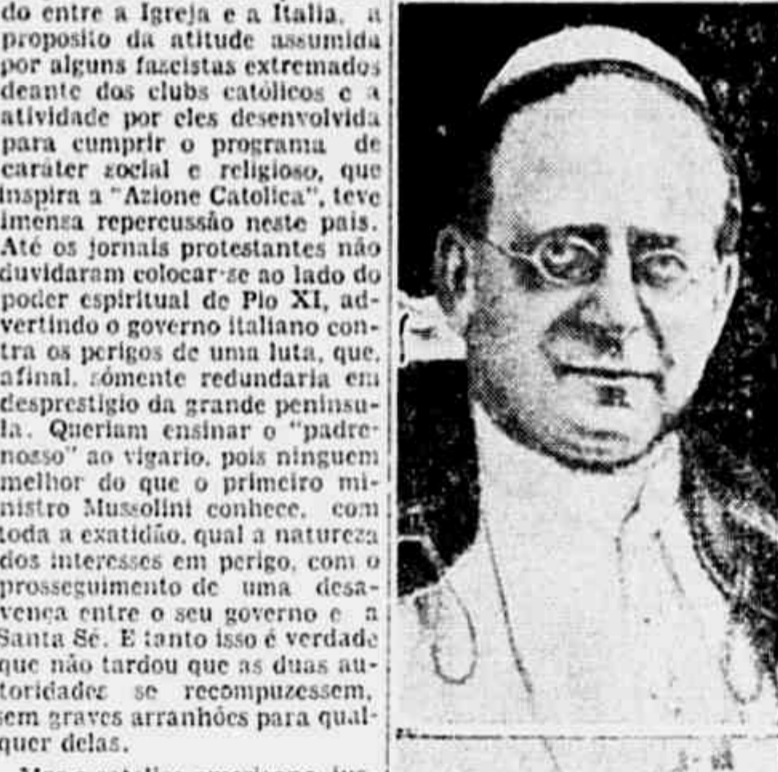 do entre a Igreja e a Italia, a
proposito da atitude assumida
por alguns fascistas extremados
deante dos clubs católicos e a
atividade por eles desenvolvida
para cumprir o programa de
caráter social e religioso, que
inspira a "Azione Catolica", teve
imensa repercussão neste pais.
Até os jornais protestantes não
duvidaram colocar-se ao lado do
poder espiritual de Pio XI, ad-
vertindo o governo italiano con-
tra os perigos de uma luta, que,
afinal, sómente redundaria em
desprestigio da grande peninsu-
la. Queriam ensinar o "padre-
nosso" ao vigario, pois ninguem
melhor do que o primeiro mi-
nistro Mussolini conhece, com
toda a exatidão, qual a natureza
dos interesses em perigo, com o
prosseguimento de uma desa-
vença entre o seu governo e a
Santa Sé. E tanto isso é verdade
que não tardou que as duas au-
toridades se recompuzessem,
sem graves arranhões para qual-
quer delas.